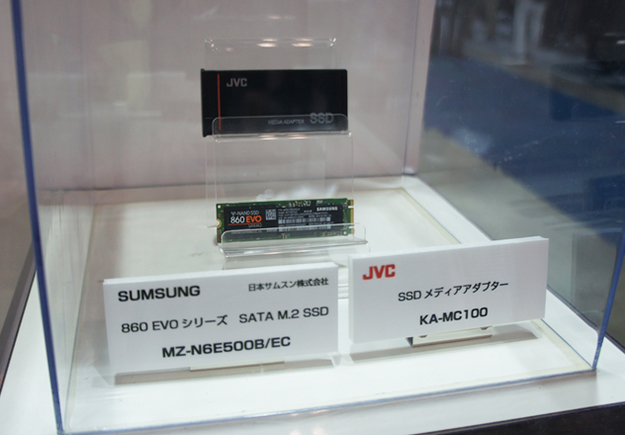 JVC
MEDIA ADAPTER SSD
V-NAND SSD
860 EVO
SAMSUNG
SUMSUNG 日本サムスン株式会社
860 EVO シリーズ SATA M.2 SSD
MZ-N6E500B/EC
JVC
SSD メディアアダプター
KA-MC100